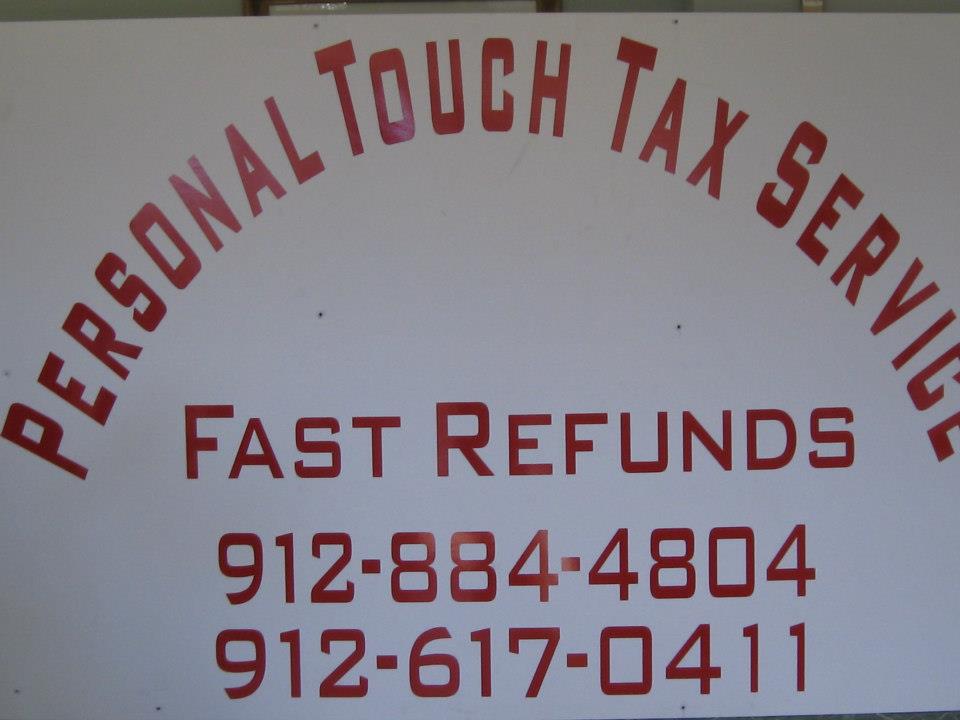 Personal Touch Tax Service
Fast Refunds
912-884-4804
912-617-0411